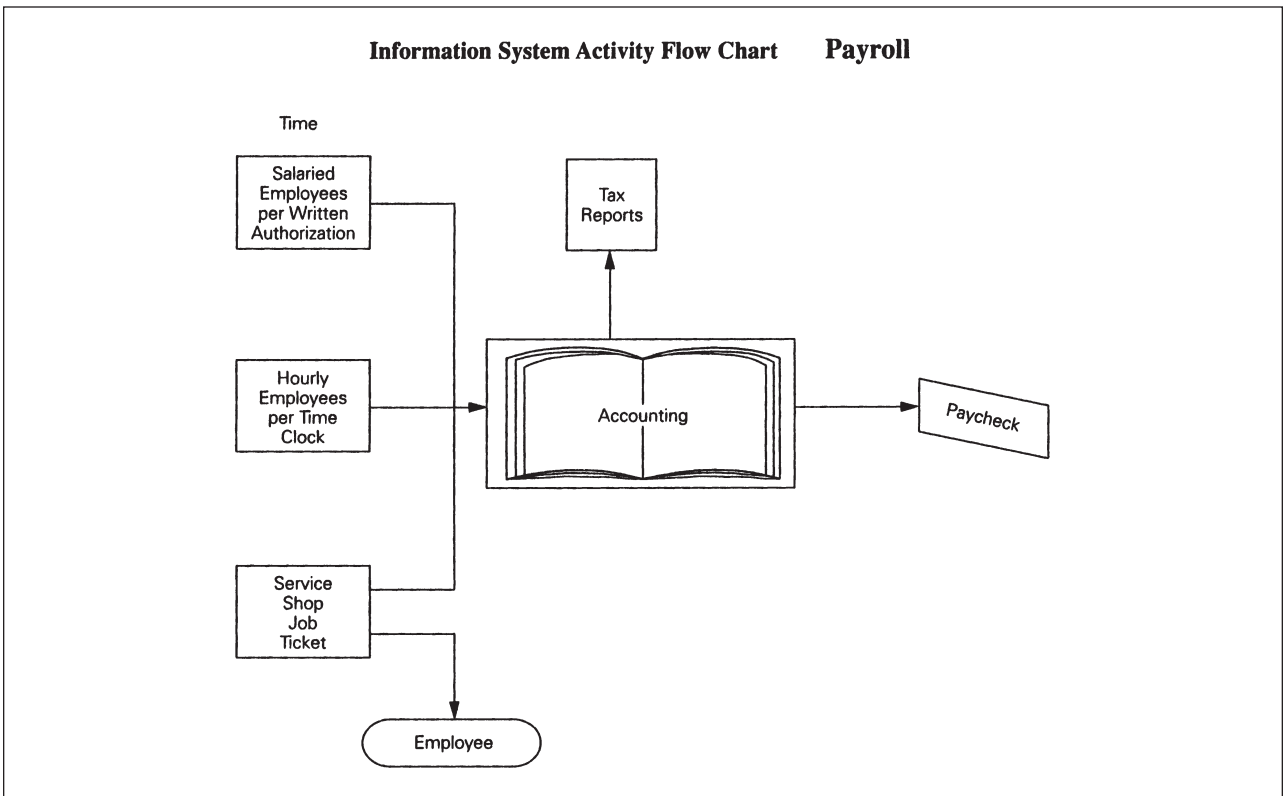 Information System Activity Flow Chart Payroll
Time
Salaried
Employees
per Written
Authorization
Tax
Reports
Hourly
Employees
per Time
Clock
Accounting
Paycheck
Service
Shop
Job
Ticket
Employee